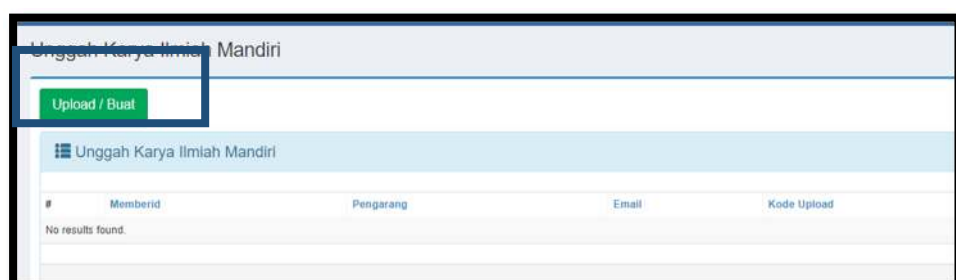 Unggah Karya Ilmiah Mandiri
Upload / Buat
Unggah Karya Ilmiah Mandiri
# Memberid Pengarang Email Kode Upload
No results found.